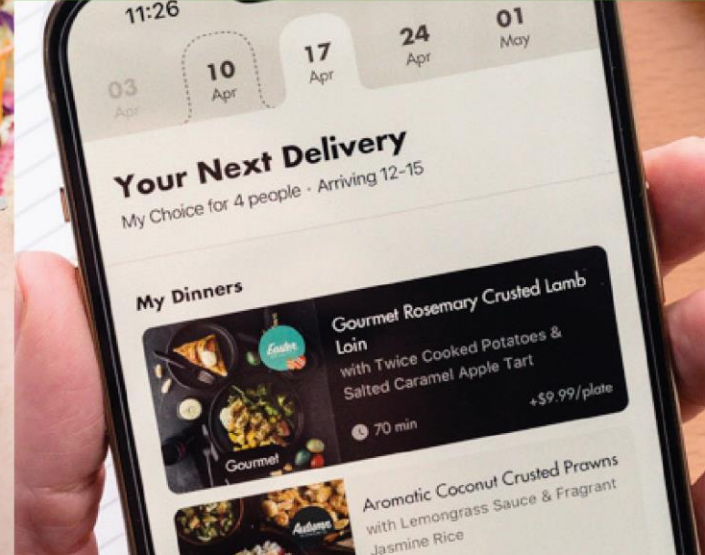 11:26
03
Apr
10
Apr
17
Apr
24
Apr
01
May
Your Next Delivery
My Choice for 4 people · Arriving 12-15
My Dinners
Easter
Gourmet
Gourmet Rosemary Crusted Lamb
Loin
with Twice Cooked Potatoes &
Salted Caramel Apple Tart
70 min
+$9.99/plate
Autumn
Aromatic Coconut Crusted Prawns
with Lemongrass Sauce & Fragrant
Jasmine Rice